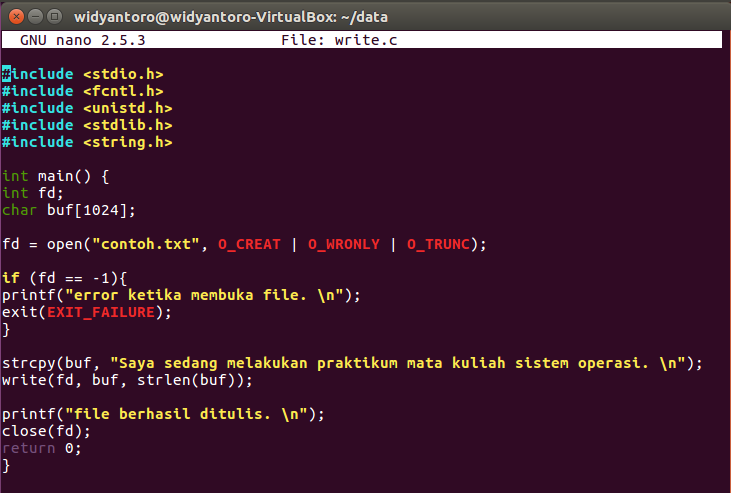 widyantoro@widyantoro-VirtualBox: ~/data
GNU nano 2.5.3 File: write.c
#include <stdio.h>
#include <fcntl.h>
#include <unistd.h>
#include <stdlib.h>
#include <string.h>
int main() {
int fd;
char buf[1024];
fd = open("contoh.txt", O_CREAT | O_WRONLY | O_TRUNC);
if (fd == -1){
printf("error ketika membuka file. \n");
exit(EXIT_FAILURE);
}
strcpy(buf, "Saya sedang melakukan praktikum mata kuliah sistem operasi. \n");
write(fd, buf, strlen(buf));
printf("file berhasil ditulis. \n");
close(fd);
return 0;
}